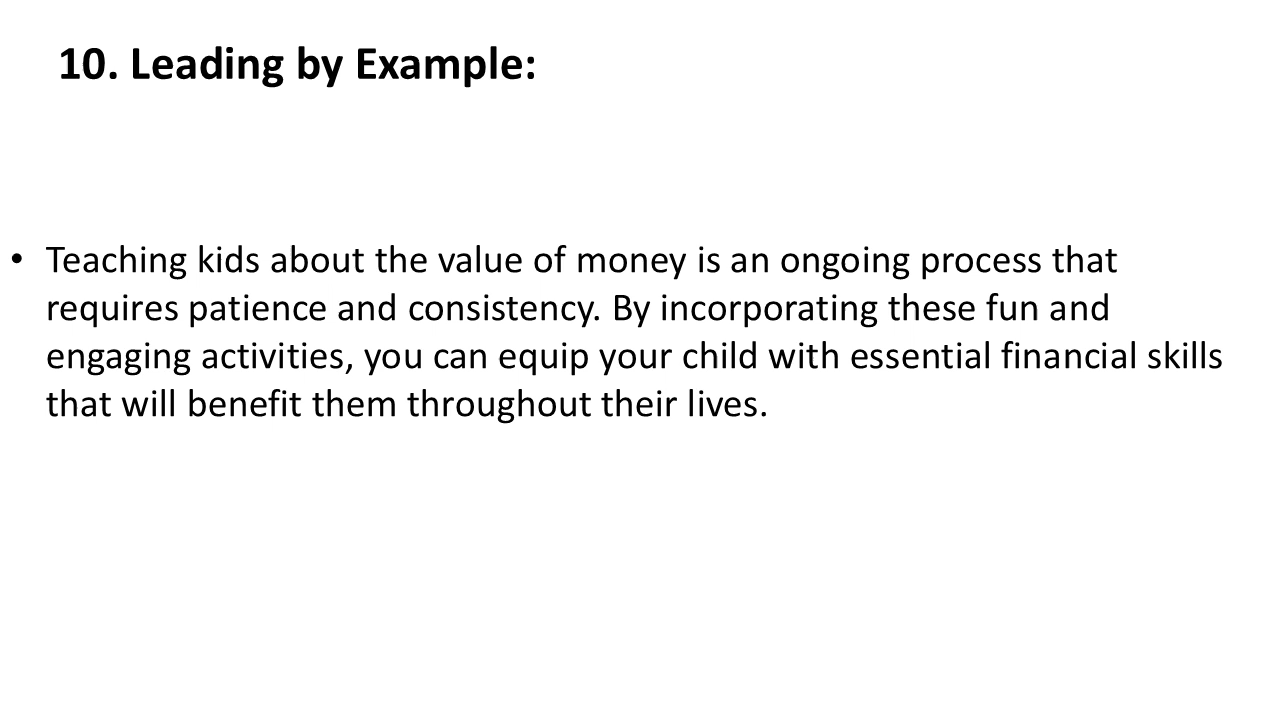 10. Leading by Example:
• Teaching kids about the value of money is an ongoing process that
requires patience and consistency. By incorporating these fun and
engaging activities, you can equip your child with essential financial skills
that will benefit them throughout their lives.